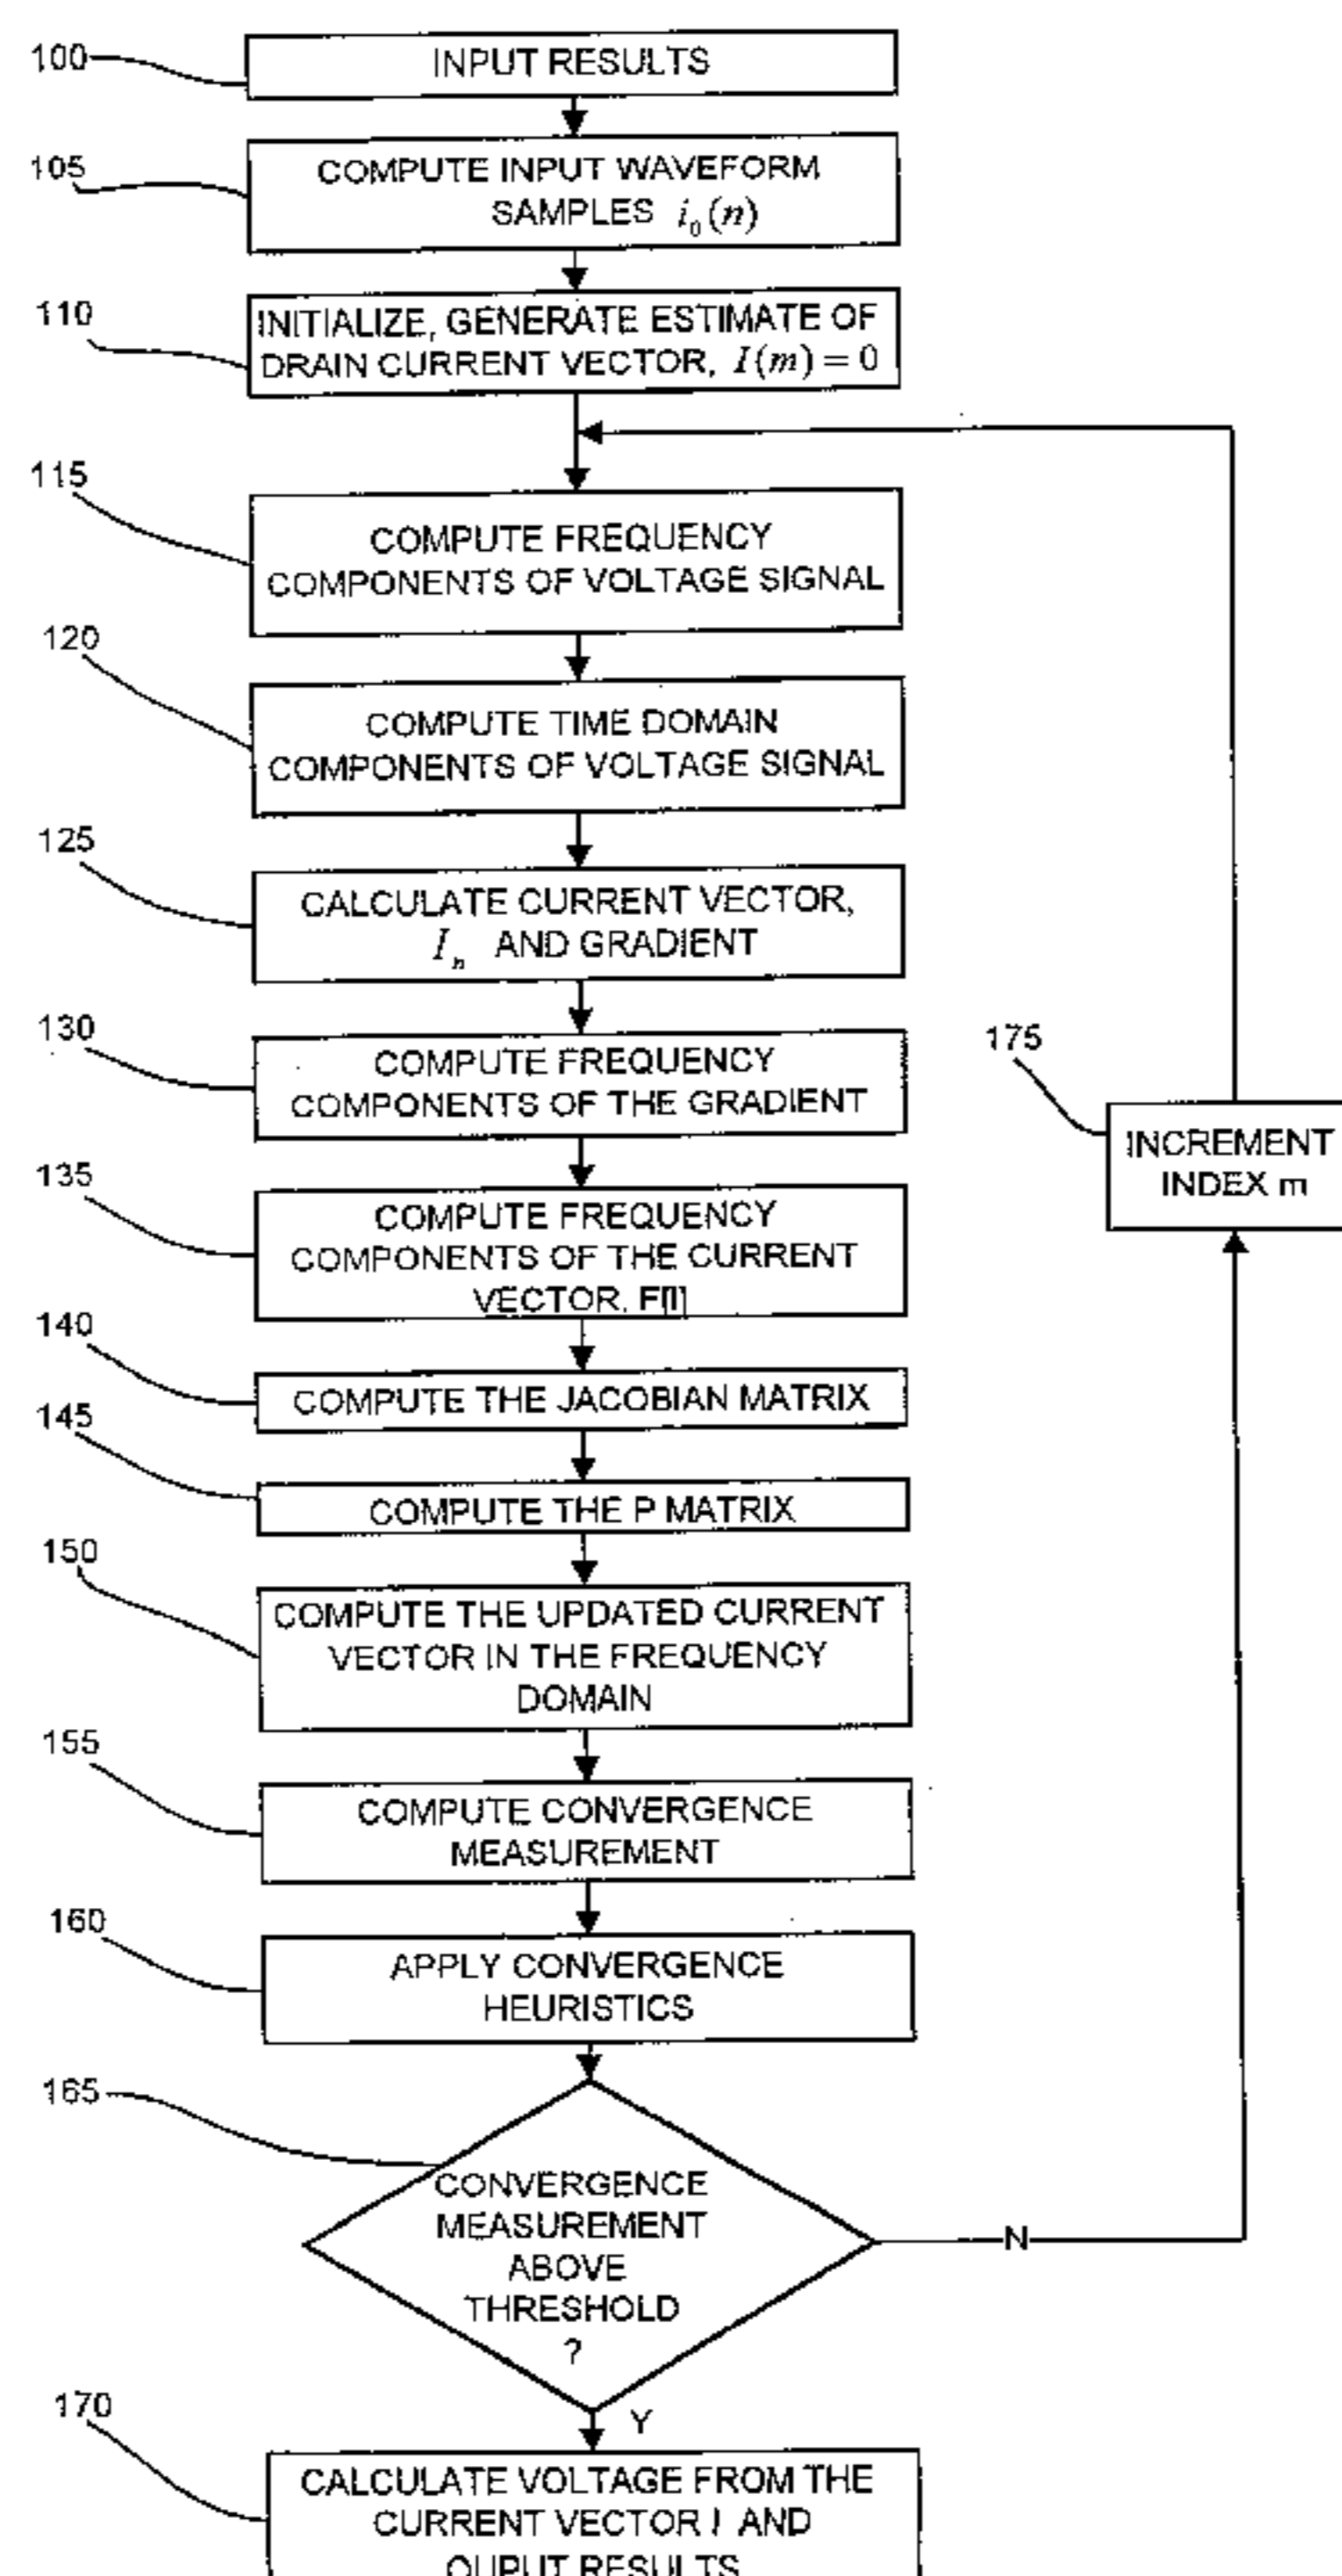 100
INPUT RESULTS
105
COMPUTE INPUT WAVEFORM
SAMPLES i₀(n)
110
INITIALIZE, GENERATE ESTIMATE OF
DRAIN CURRENT VECTOR, I(m) = 0
115
COMPUTE FREQUENCY
COMPONENTS OF VOLTAGE SIGNAL
120
COMPUTE TIME DOMAIN
COMPONENTS OF VOLTAGE SIGNAL
125
CALCULATE CURRENT VECTOR,
Iₙ AND GRADIENT
130
COMPUTE FREQUENCY
COMPONENTS OF THE GRADIENT
175
INCREMENT
INDEX m
135
COMPUTE FREQUENCY
COMPONENTS OF THE CURRENT
VECTOR, F[I]
140
COMPUTE THE JACOBIAN MATRIX
145
COMPUTE THE P MATRIX
150
COMPUTE THE UPDATED CURRENT
VECTOR IN THE FREQUENCY
DOMAIN
155
COMPUTE CONVERGENCE
MEASUREMENT
160
APPLY CONVERGENCE
HEURISTICS
165
CONVERGENCE
MEASUREMENT
ABOVE
THRESHOLD
?
N
Y
170
CALCULATE VOLTAGE FROM THE
CURRENT VECTOR I AND
OUPUT RESULTS